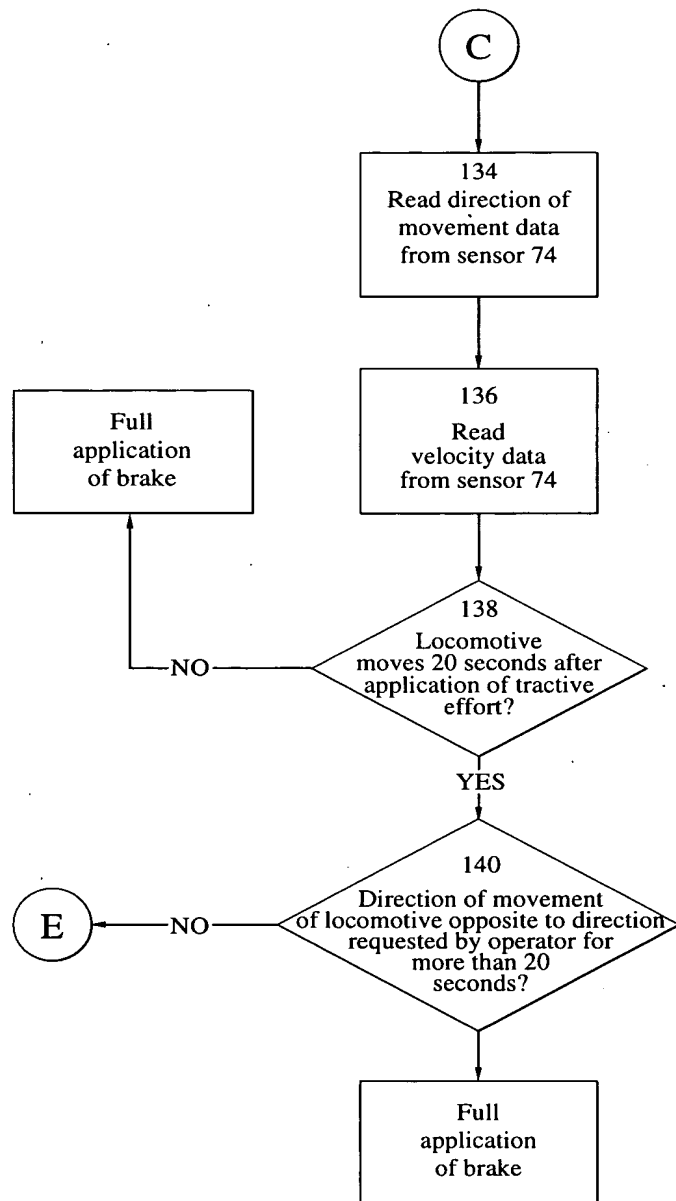 C
134
Read direction of
movement data
from sensor 74
136
Read
velocity data
from sensor 74
Full
application
of brake
138
Locomotive
moves 20 seconds after
application of tractive
effort?
NO
YES
140
Direction of movement
of locomotive opposite to direction
requested by operator for
more than 20
seconds?
NO
E
Full
application
of brake